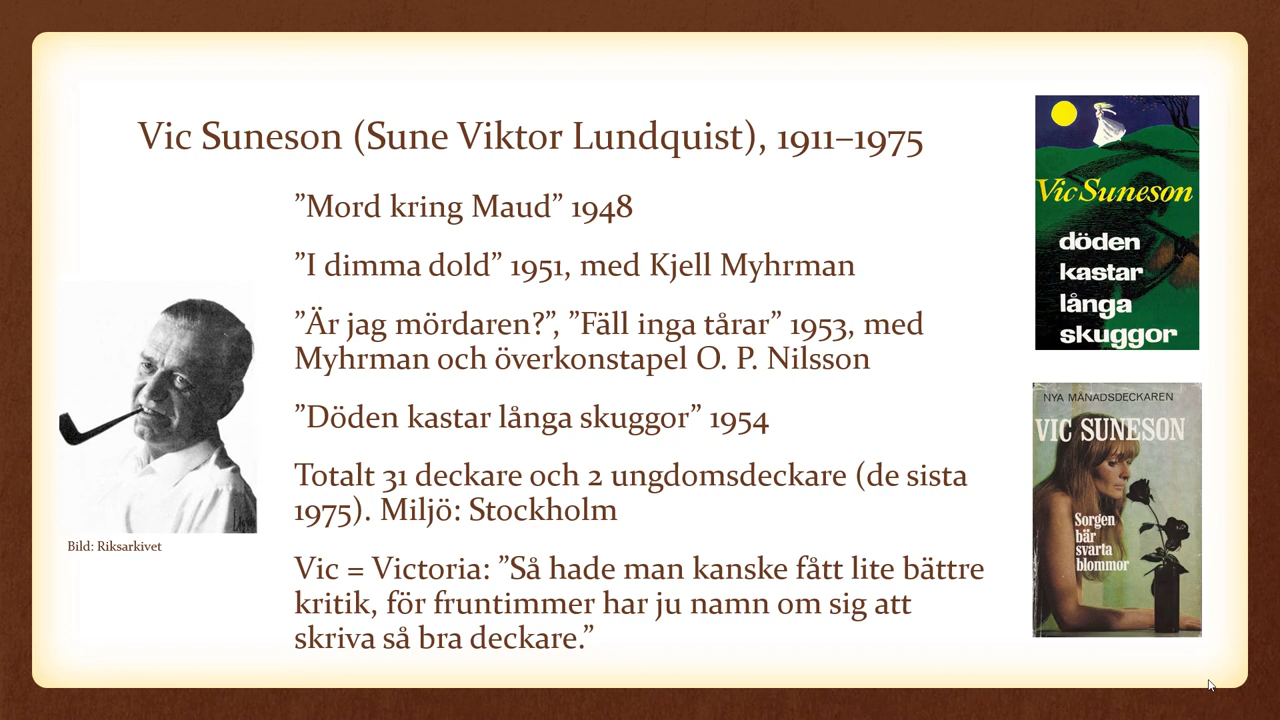 Vic Suneson (Sune Viktor Lundquist), 1911–1975
”Mord kring Maud” 1948
”I dimma dold” 1951, med Kjell Myhrman
”Är jag mördaren?”, ”Fäll inga tårar” 1953, med
Myhrman och överkonstapel O. P. Nilsson
”Döden kastar långa skuggor” 1954
Totalt 31 deckare och 2 ungdomsdeckare (de sista
1975). Miljö: Stockholm
Vic = Victoria: ”Så hade man kanske fått lite bättre
kritik, för fruntimmer har ju namn om sig att
skriva så bra deckare.”
Bild: Riksarkivet
Vic Suneson
döden
kastar
långa
skuggor
NYA MÅNADSDECKAREN
VIC SUNESON
Sorgen
bär
svarta
blommor